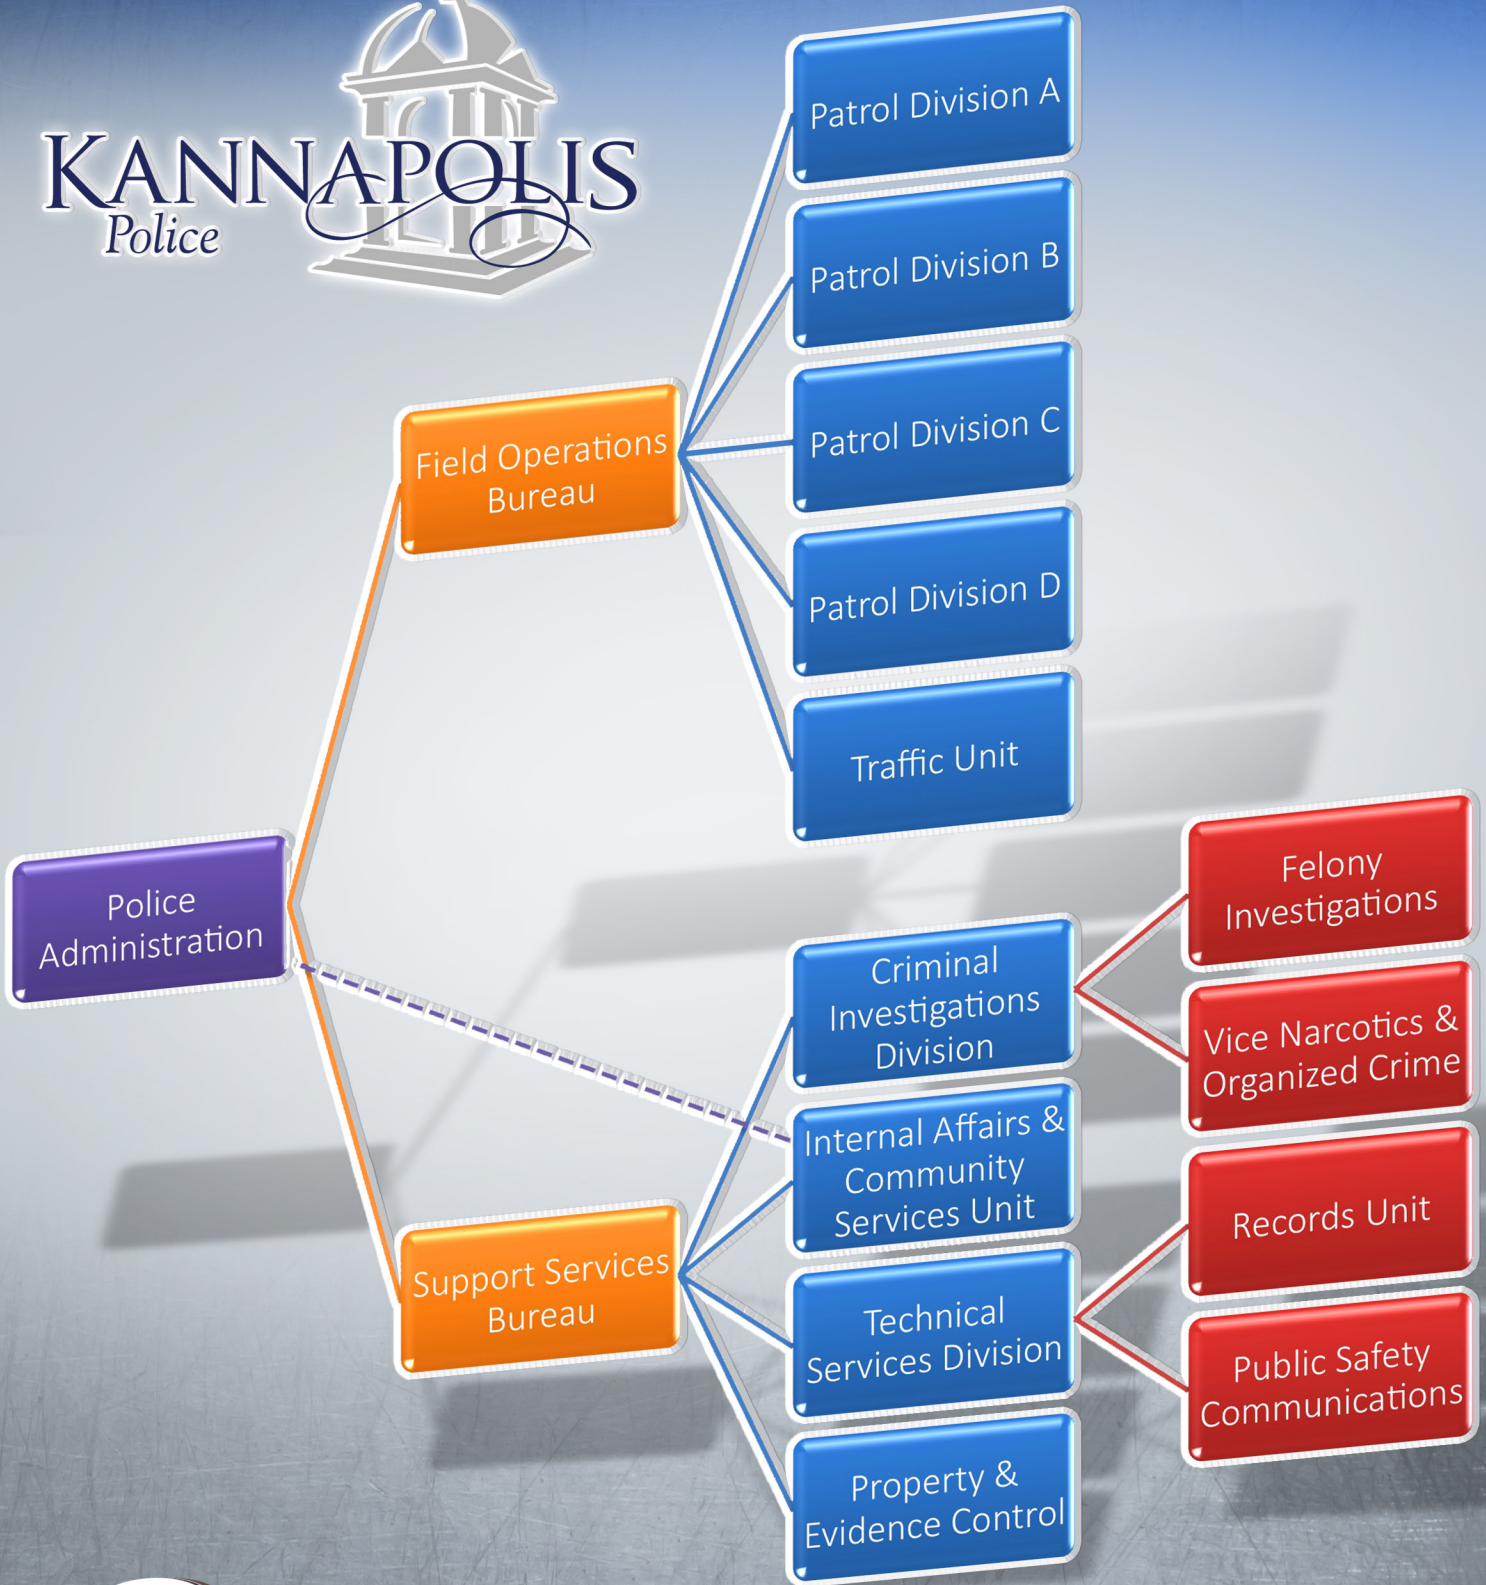 KANNAPOLIS
Police
Patrol Division A
Patrol Division B
Patrol Division C
Patrol Division D
Traffic Unit
Field Operations
Bureau
Police
Administration
Support Services
Bureau
Criminal
Investigations
Division
Internal Affairs &
Community
Services Unit
Technical
Services Division
Property &
Evidence Control
Felony
Investigations
Vice Narcotics &
Organized Crime
Records Unit
Public Safety
Communications